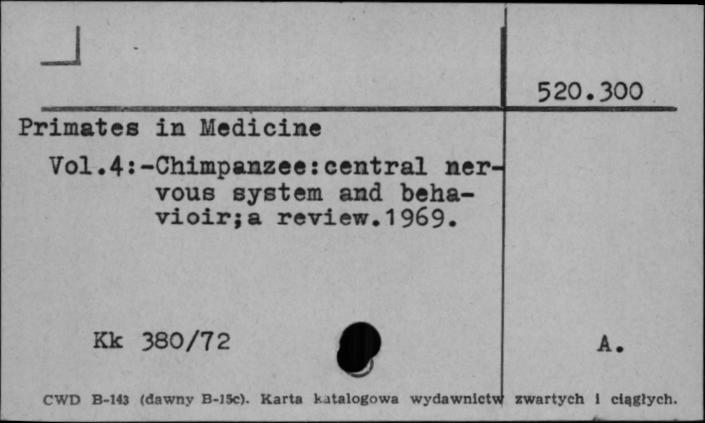 520.300
Primates in Medicine
Vol.4:-Chimpanzee:central ner-
vous system and beha-
vioir;a review.1969.
Kk 380/72
A.
CWD B-143 (dawny B-15c). Karta katalogowa wydawnictw zwartych i ciągłych.